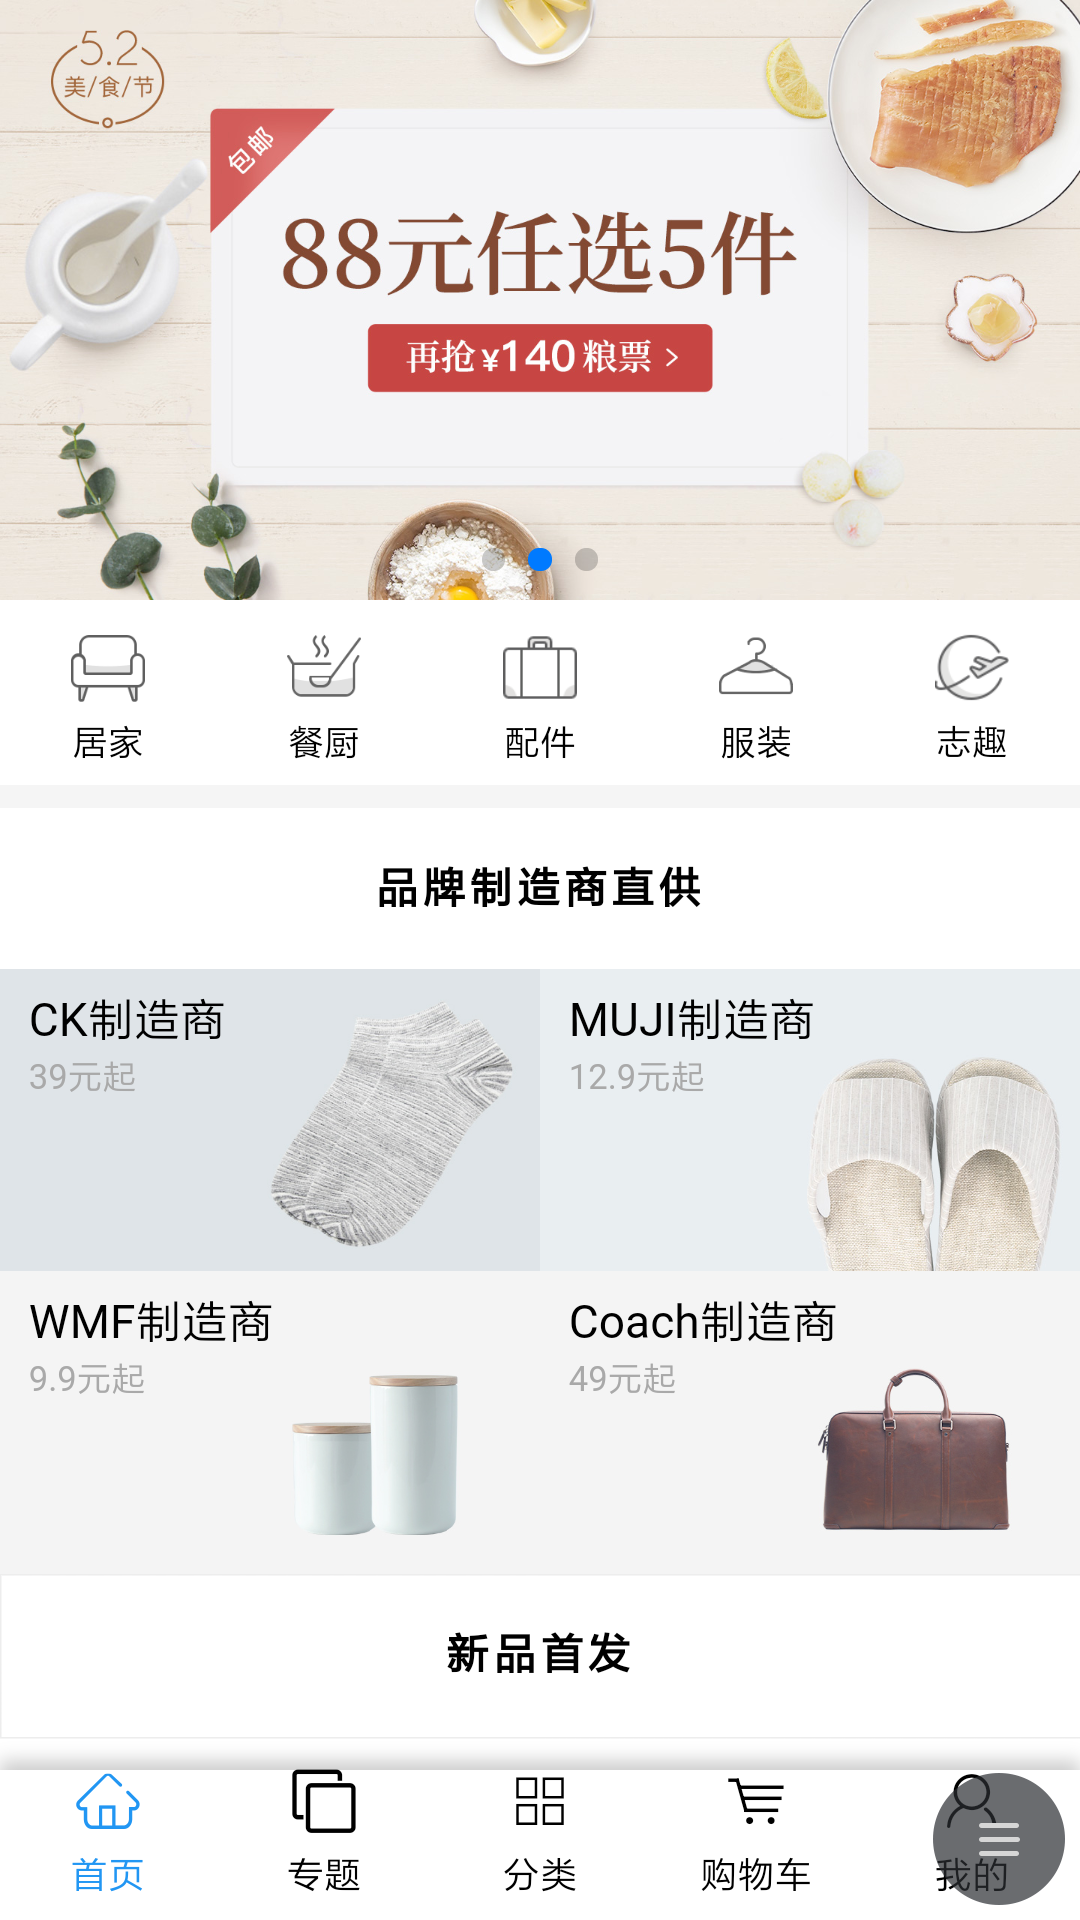 5.2
美/食/节
包邮
88元任选5件
再抢¥140粮票 >
居家
餐厨
配件
服装
志趣
品牌制造商直供
CK制造商
39元起
MUJI制造商
12.9元起
WMF制造商
9.9元起
Coach制造商
49元起
新品首发
首页
专题
分类
购物车
我的